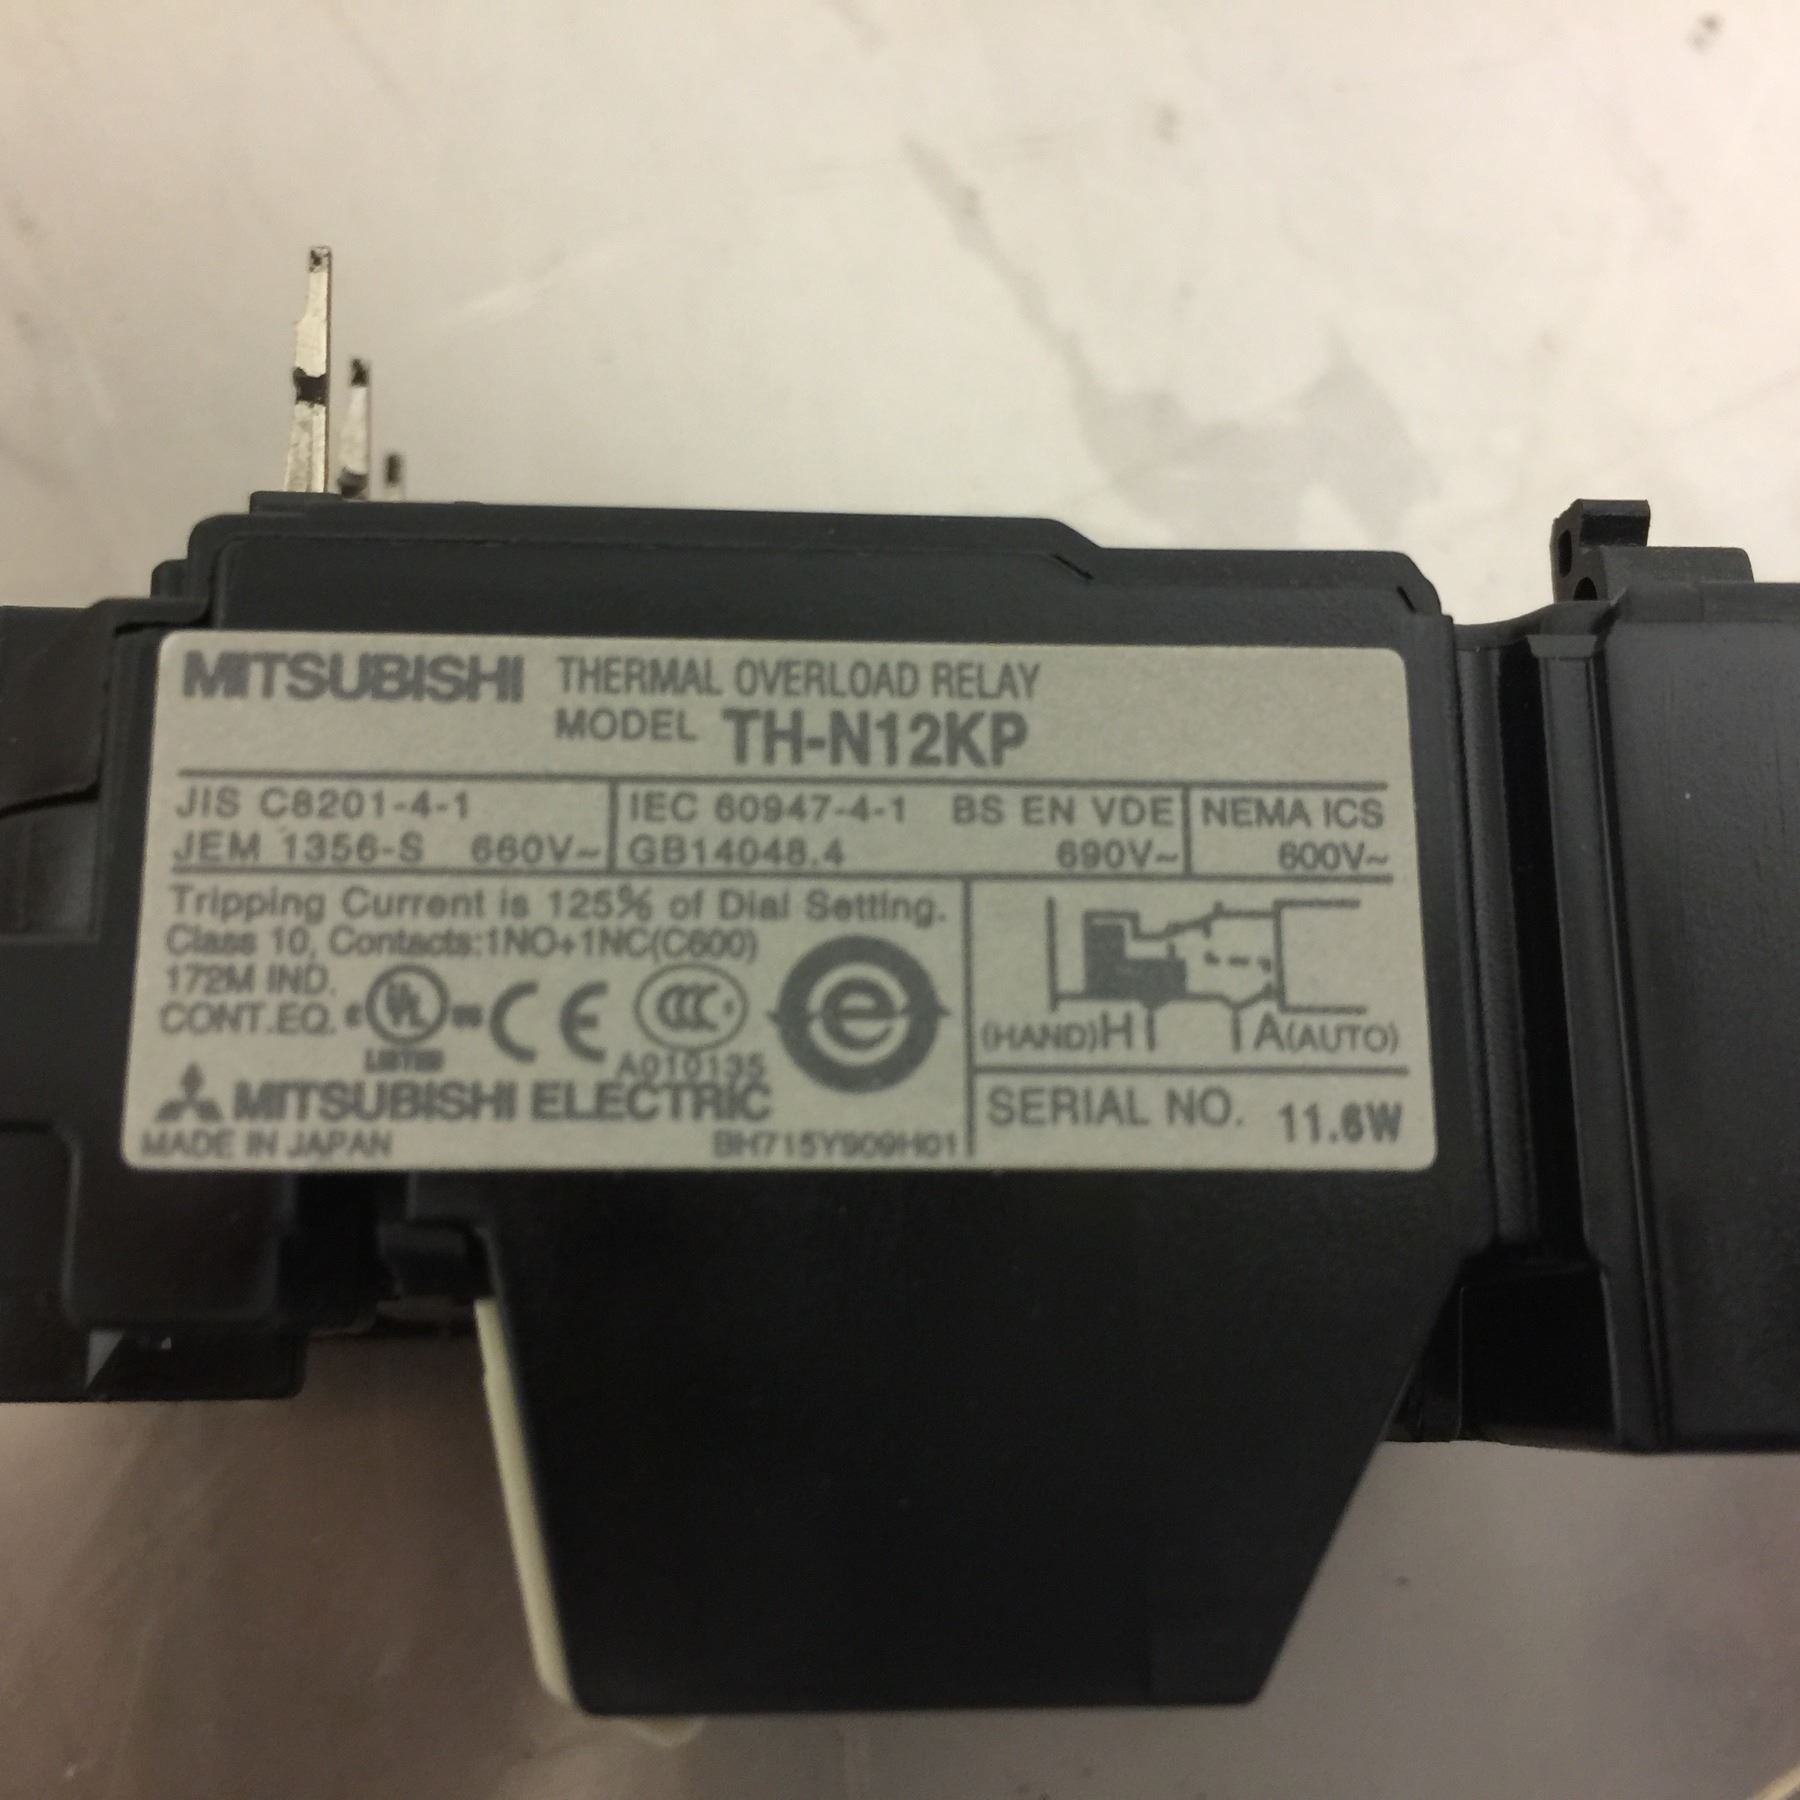 MITSUBISHI THERMAL OVERLOAD RELAY
MODEL TH-N12KP
JIS C8201-4-1
JEM 1356-S 660V~
IEC 60947-4-1 BS EN VDE
GB14048.4 690V~
NEMA ICS
600V~
Tripping Current is 125% of Dial Setting.
Class 10, Contacts:1NO+1NC(C600)
172M IND.
CONT.EQ.
c UL us
LISTED
CE
CCC
A010135
e
MITSUBISHI ELECTRIC
MADE IN JAPAN BH715Y909H01
(HAND)H A(AUTO)
SERIAL NO. 11.6W